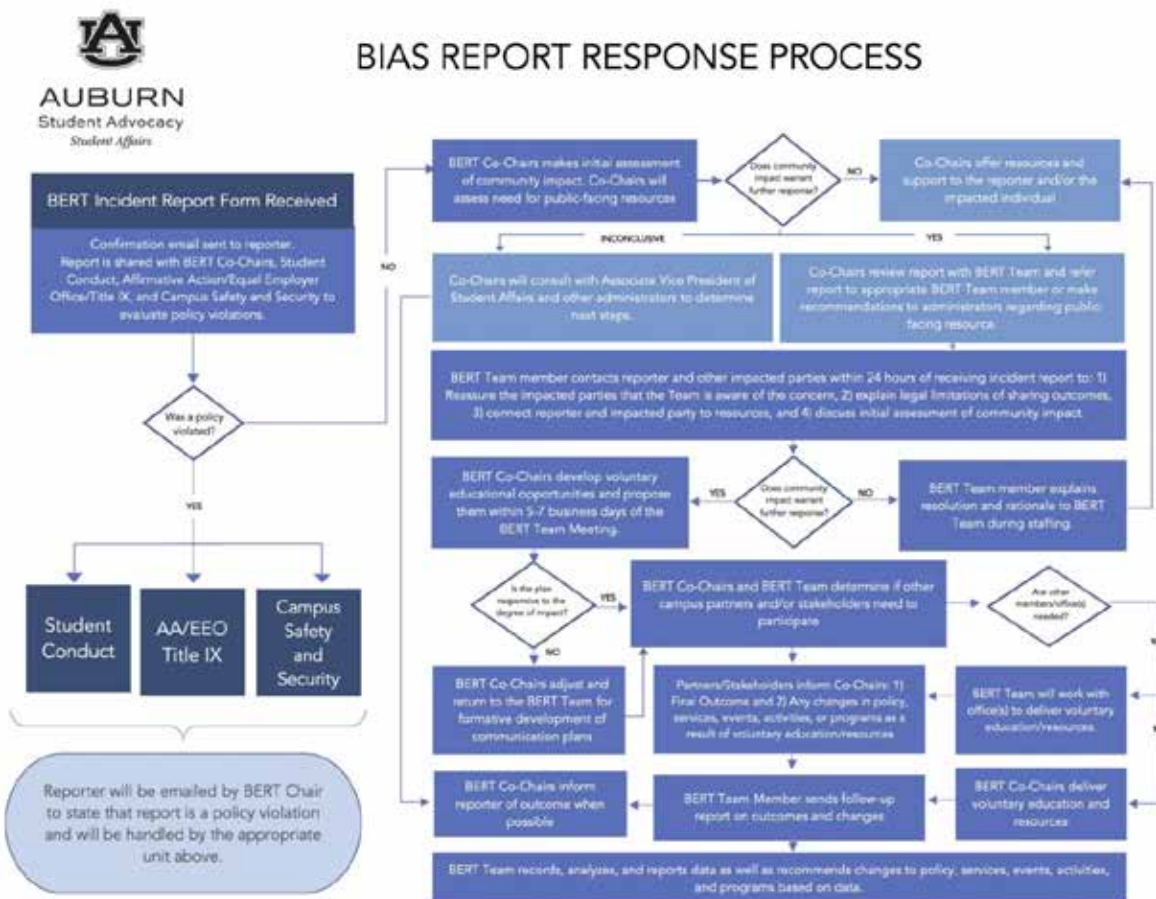 AUBURN
Student Advocacy
Student Affairs
BIAS REPORT RESPONSE PROCESS
BERT Incident Report Form Received
Confirmation email sent to reporter.
Report is shared with BERT Co-Chairs, Student
Conduct, Affirmative Action/Equal Employer
Office/Title IX, and Campus Safety and Security to
evaluate policy violations.
Was a policy
violated?
NO
YES
Student
Conduct
AA/EEO
Title IX
Campus
Safety
and
Security
Reporter will be emailed by BERT Chair
to state that report is a policy violation
and will be handled by the appropriate
unit above.
BERT Co-Chairs makes initial assessment
of community impact. Co-Chairs will
assess need for public-facing resources
Does community
impact warrant
further response?
NO
Co-Chairs offer resources and
support to the reporter and/or the
impacted individual
INCONCLUSIVE
YES
Co-Chairs will consult with Associate Vice President of
Student Affairs and other administrators to determine
next steps.
Co-Chairs review report with BERT Team and refer
report to appropriate BERT Team member or make
recommendations to administrators regarding public
facing resource.
BERT Team member contacts reporter and other impacted parties within 24 hours of receiving incident report to: 1)
Reassure the impacted parties that the Team is aware of the concern, 2) explain legal limitations of sharing outcomes,
3) connect reporter and impacted party to resources, and 4) discuss initial assessment of community impact.
BERT Co-Chairs develop voluntary
educational opportunities and propose
them within 5-7 business days of the
BERT Team Meeting.
YES
Does community
impact warrant
further response?
NO
BERT Team member explains
resolution and rationale to BERT
Team during staffing.
Is the plan
responsive to the
degree of impact?
YES
NO
BERT Co-Chairs and BERT Team determine if other
campus partners and/or stakeholders need to
participate
Are other
members/office(s)
needed?
BERT Co-Chairs adjust and
return to the BERT Team for
formative development of
communication plans
Partners/Stakeholders inform Co-Chairs: 1)
Final Outcome and 2) Any changes in policy,
services, events, activities, or programs as a
result of voluntary education/resources
BERT Team will work with
office(s) to deliver voluntary
education/resources.
BERT Co-Chairs inform
reporter of outcome when
possible
BERT Team Member sends follow-up
report on outcomes and changes
BERT Co-Chairs deliver
voluntary education and
resources
BERT Team records, analyzes, and reports data as well as recommends changes to policy, services, events, activities,
and programs based on data.